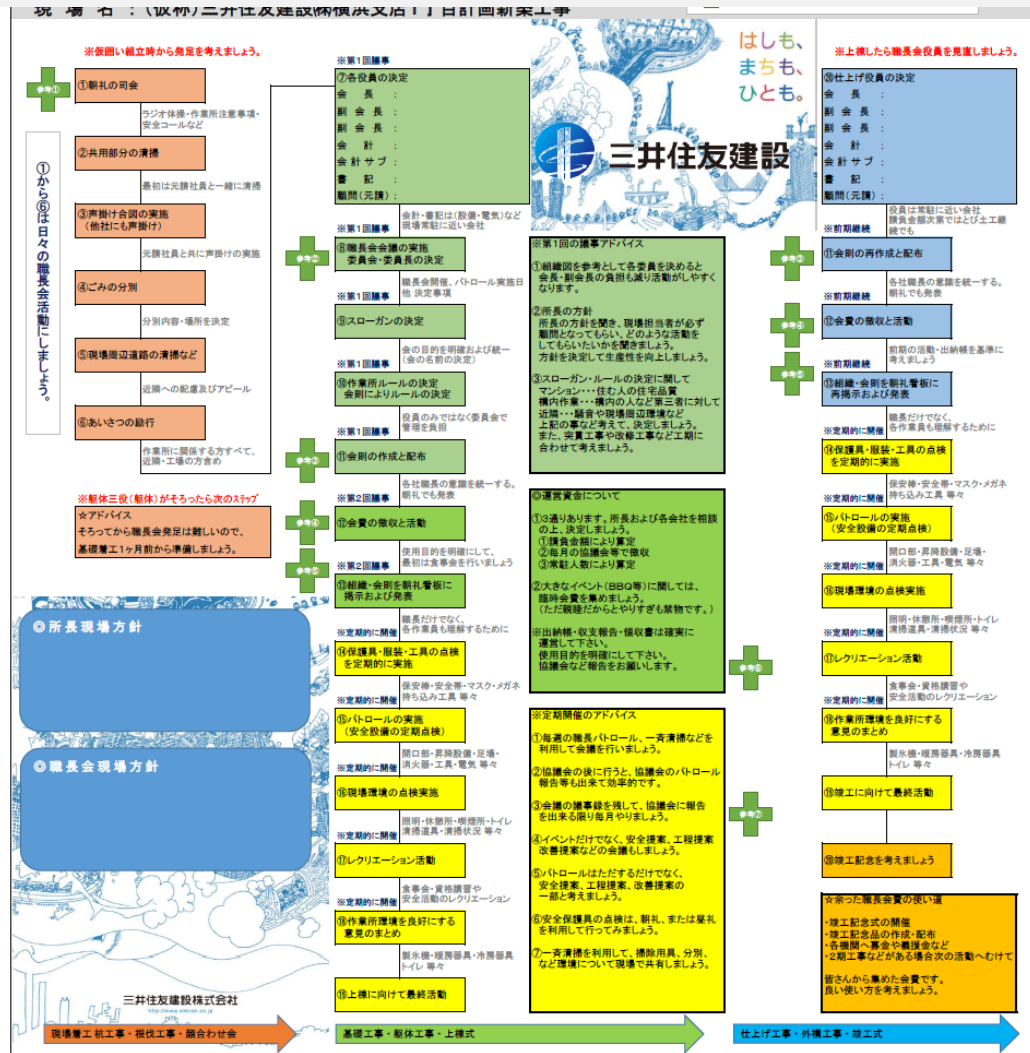 現 場 名 ：(仮称)三井住友建設㈱横浜支店1丁目計画新築工事
※仮囲い組立時から発足を考えましょう。
参考①
①朝礼の司会
ラジオ体操・作業所注意事項・
安全コールなど
②共用部分の清掃
最初は元請社員と一緒に清掃
③声掛け合図の実施
(他社にも声掛け)
元請社員と共に声掛けの実施
④ごみの分別
分別内容・場所を決定
⑤現場周辺道路の清掃など
近隣への配慮及びアピール
⑥あいさつの励行
作業所に関係する方すべて、
近隣・工場の方含め
①から⑥は日々の職長会活動にしましょう。
※躯体三役(躯体)がそろったら次のステップ
☆アドバイス
そろってから職長会発足は難しいので、
基礎着工1ヶ月前から準備しましょう。
◎所長現場方針
◎職長会現場方針
三井住友建設株式会社
http://www.smcon.co.jp
※第1回議事
⑦各役員の決定
会 長 ：
副 会 長 ：
副 会 長 ：
会 計 ：
会計サブ ：
書 記 ：
顧問(元請)：
会計・書記は(設備・電気)など
現場常駐に近い会社
※第1回議事
参考②
⑧職長会会議の実施
委員会・委員長の決定
職長会開催、パトロール実施日
他 決定事項
※第1回議事
⑨スローガンの決定
会の目的を明確および統一
(会の名前の決定)
※第1回議事
⑩作業所ルールの決定
会則によりルールの決定
役員のみではなく委員会で
管理を負担
※第1回議事
参考③
⑪会則の作成と配布
各社職長の意識を統一する。
朝礼でも発表
※第2回議事
参考④
⑫会費の徴収と活動
使用目的を明確にして、
最初は食事会を行いましょう
※第2回議事
参考⑤
⑬組織・会則を朝礼看板に
掲示および発表
職長だけでなく、
各作業員も理解するために
※定期的に開催
⑭保護具・服装・工具の点検
を定期的に実施
保安棒・安全帯・マスク・メガネ
持ち込み工具 等々
※定期的に開催
⑮パトロールの実施
(安全設備の定期点検)
開口部・昇降設備・足場・
消火器・工具・電気 等々
※定期的に開催
⑯現場環境の点検実施
照明・休憩所・喫煙所・トイレ
清掃道具・清掃状況 等々
※定期的に開催
⑰レクリエーション活動
食事会・資格講習や
安全活動のレクリエーション
※定期的に開催
⑱作業所環境を良好にする
意見のまとめ
製氷機・暖房器具・冷房器具
トイレ 等々
⑲上棟に向けて最終活動
はしも、
まちも、
ひとも。
三井住友建設
※第1回の議事アドバイス
①組織図を参考として各委員を決めると
会長・副会長の負担も減り活動がしやすく
なります。
②所長の方針
所長の方針を聞き、現場担当者が必ず
顧問となってもらい、どのような活動を
してもらいたいかを聞きましょう。
方針を決定して生産性を向上しましょう。
③スローガン・ルールの決定に関して
マンション・・・住む人の住宅品質
構内作業・・・構内の人など第三者に対して
近隣・・・騒音や現場周辺環境など
上記の事など考えて、決定しましょう。
また、突貫工事や改修工事など工期に
合わせて考えましょう。
◎運営資金について
①3通りあります。所長および各会社を相談
の上、決定しましょう。
①請負金額により算定
②毎月の協議会等で徴収
③常駐人数により算定
②大きなイベント(BBQ等)に関しては、
臨時会費を集めましょう。
(ただ親睦だからとやりすぎも禁物です。)
※出納帳・収支報告・領収書は確実に
運営して下さい。
使用目的を明確にして下さい。
協議会など報告をお願いします。
参考⑥
※定期開催のアドバイス
①毎週の職長パトロール、一斉清掃などを
利用して会議を行いましょう。
②協議会の後に行うと、協議会のパトロール
報告等も出来て効率的です。
③会議の議事録を残して、協議会に報告
を出来る限り毎月やりましょう。
④イベントだけでなく、安全提案、工程提案
改善提案などの会議もしましょう。
⑤パトロールはただするだけでなく、
安全提案、工程提案、改善提案の
一部と考えましょう。
⑥安全保護具の点検は、朝礼、または昼礼
を利用して行ってみましょう。
⑦一斉清掃を利用して、掃除用具、分別、
など環境について現場で共有しましょう。
参考⑦
※上棟したら職長会役員を見直しましょう。
⑳仕上げ役員の決定
会 長 ：
副 会 長 ：
副 会 長 ：
会 計 ：
会計サブ ：
書 記 ：
顧問(元請)：
役員は常駐に近い会社
請負金額次第ではとび土工継
続でも
※前期継続
参考③
⑪会則の再作成と配布
各社職長の意識を統一する。
朝礼でも発表
※前期継続
参考④
⑫会費の徴収と活動
前期の活動・出納帳を基準に
考えましょう
※前期継続
参考⑤
⑬組織・会則を朝礼看板に
再掲示および発表
職長だけでなく、
各作業員も理解するために
※定期的に開催
⑭保護具・服装・工具の点検
を定期的に実施
保安棒・安全帯・マスク・メガネ
持ち込み工具 等々
※定期的に開催
⑮パトロールの実施
(安全設備の定期点検)
開口部・昇降設備・足場・
消火器・工具・電気 等々
※定期的に開催
⑯現場環境の点検実施
照明・休憩所・喫煙所・トイレ
清掃道具・清掃状況 等々
※定期的に開催
⑰レクリエーション活動
食事会・資格講習や
安全活動のレクリエーション
※定期的に開催
⑱作業所環境を良好にする
意見のまとめ
製氷機・暖房器具・冷房器具
トイレ 等々
⑲竣工に向けて最終活動
⑳竣工記念を考えましょう
☆余った職長会費の使い道
・竣工記念式の開催
・竣工記念品の作成・配布
・各機関へ募金や義援金など
・2期工事などがある場合次の活動へむけて
皆さんから集めた会費です。
良い使い方を考えましょう。
現場着工 杭工事・根伐工事・顔合わせ会
基礎工事・躯体工事・上棟式
仕上げ工事・外構工事・竣工式